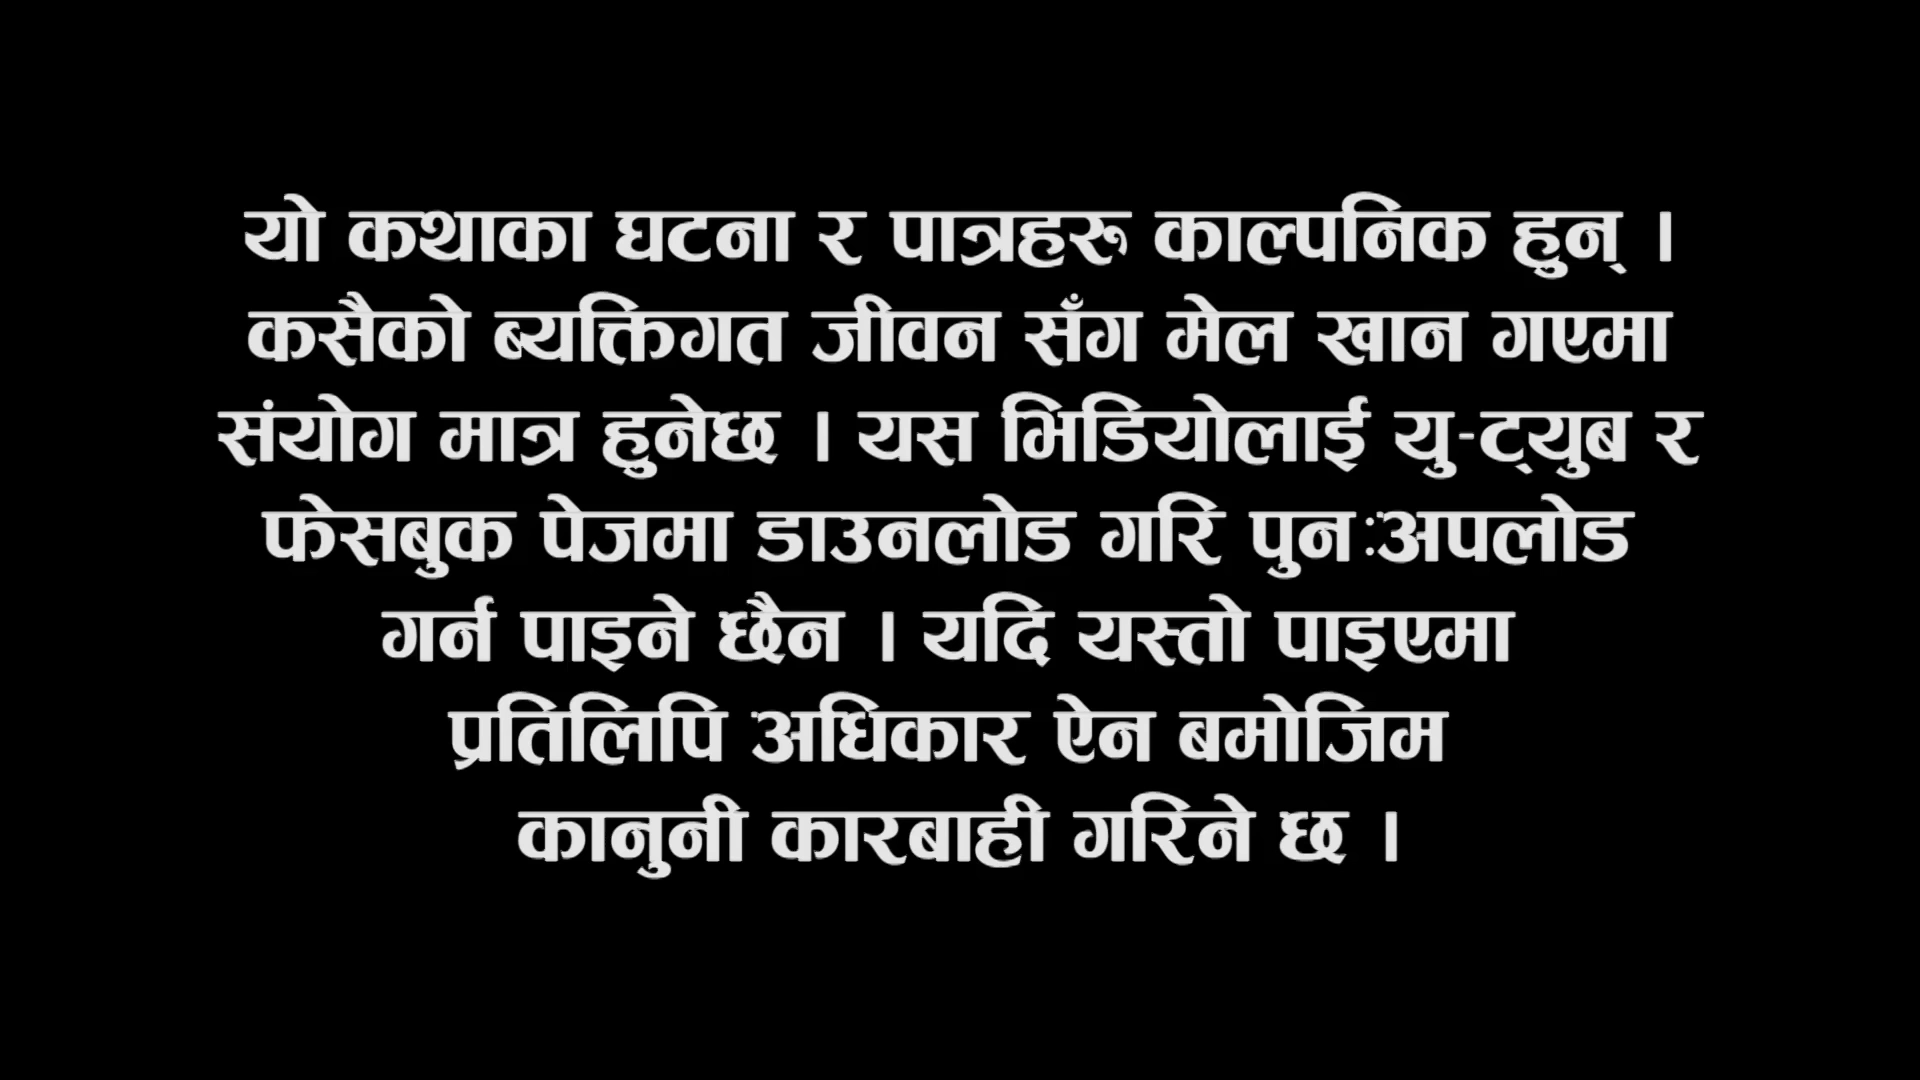 यो कथाका घटना र पात्रहरु काल्पनिक हुन् ।
कसैको ब्यक्तिगत जीवन सँग मेल खान गएमा
संयोग मात्र हुनेछ । यस भिडियोलाई यु-ट्युब र
फेसबुक पेजमा डाउनलोड गरि पुनःअपलोड
गर्न पाइने छैन । यदि यस्तो पाइएमा
प्रतिलिपि अधिकार ऐन बमोजिम
कानुनी कारबाही गरिने छ ।